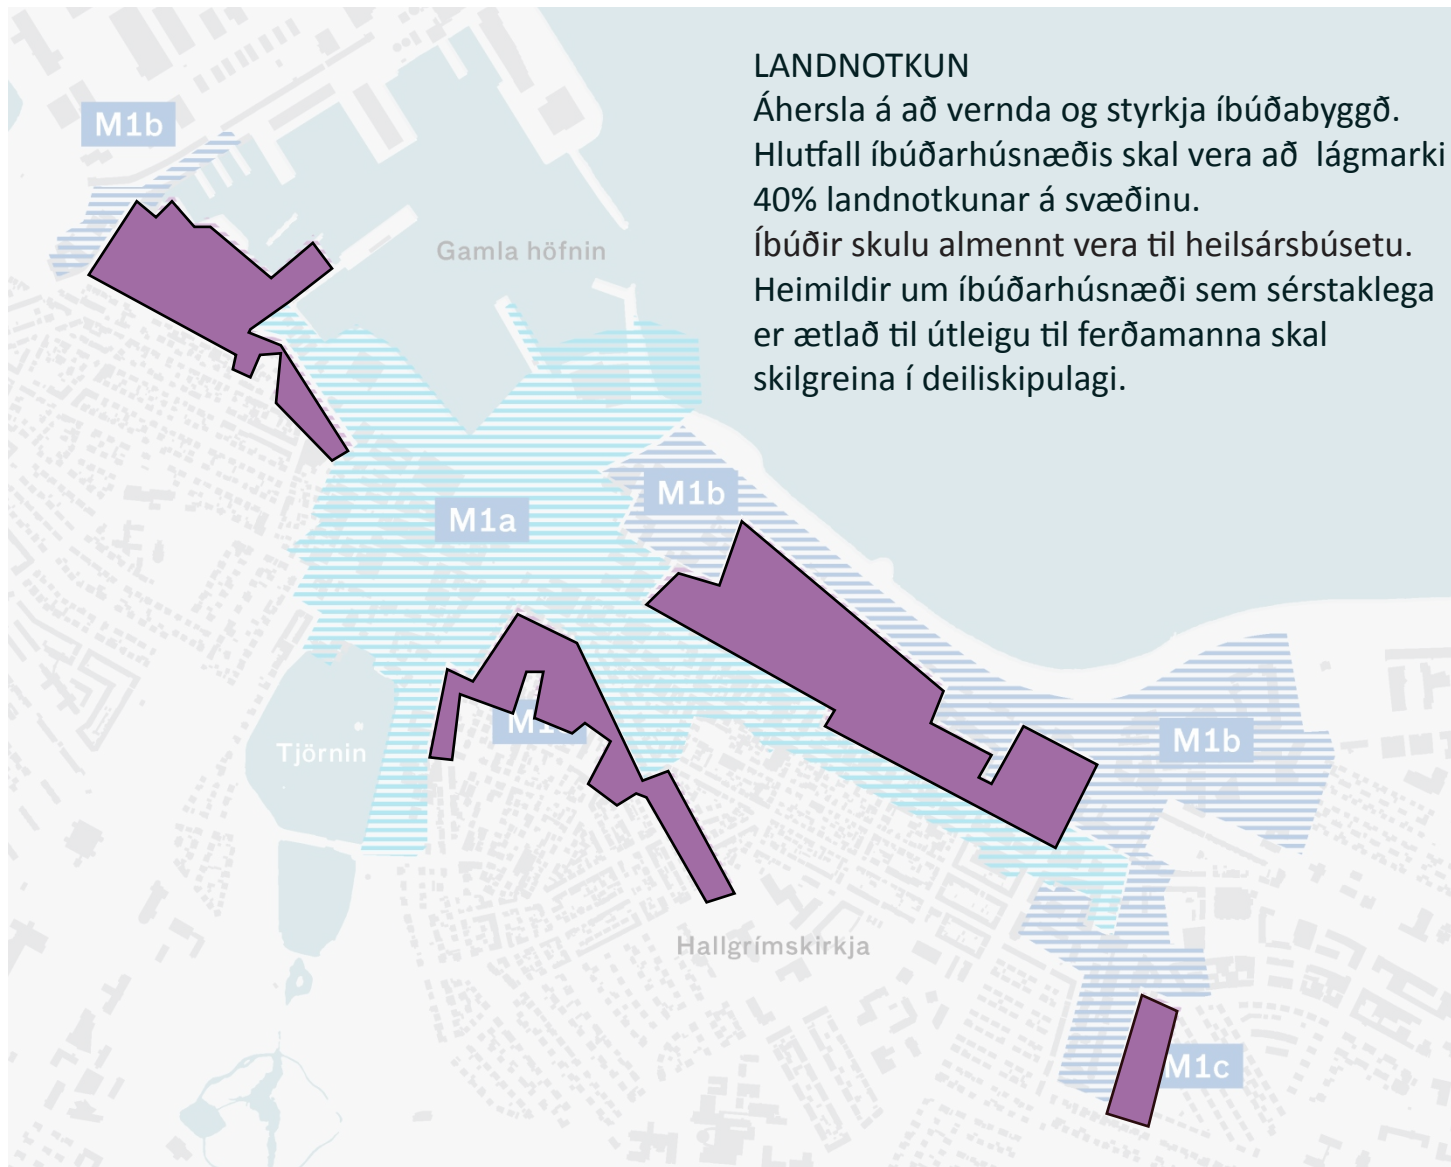 LANDNOTKUN
Áhersla á að vernda og styrkja íbúðabyggð.
Hlutfall íbúðarhúsnæðis skal vera að lágmarki
40% landnotkunar á svæðinu.
Íbúðir skulu almennt vera til heilsársbúsetu.
Heimildir um íbúðarhúsnæði sem sérstaklega
er ætlað til útleigu til ferðamanna skal
skilgreina í deiliskipulagi.
M1b
Gamla höfnin
M1b
M1a
Tjörnin
M1b
Hallgrímskirkja
M1c